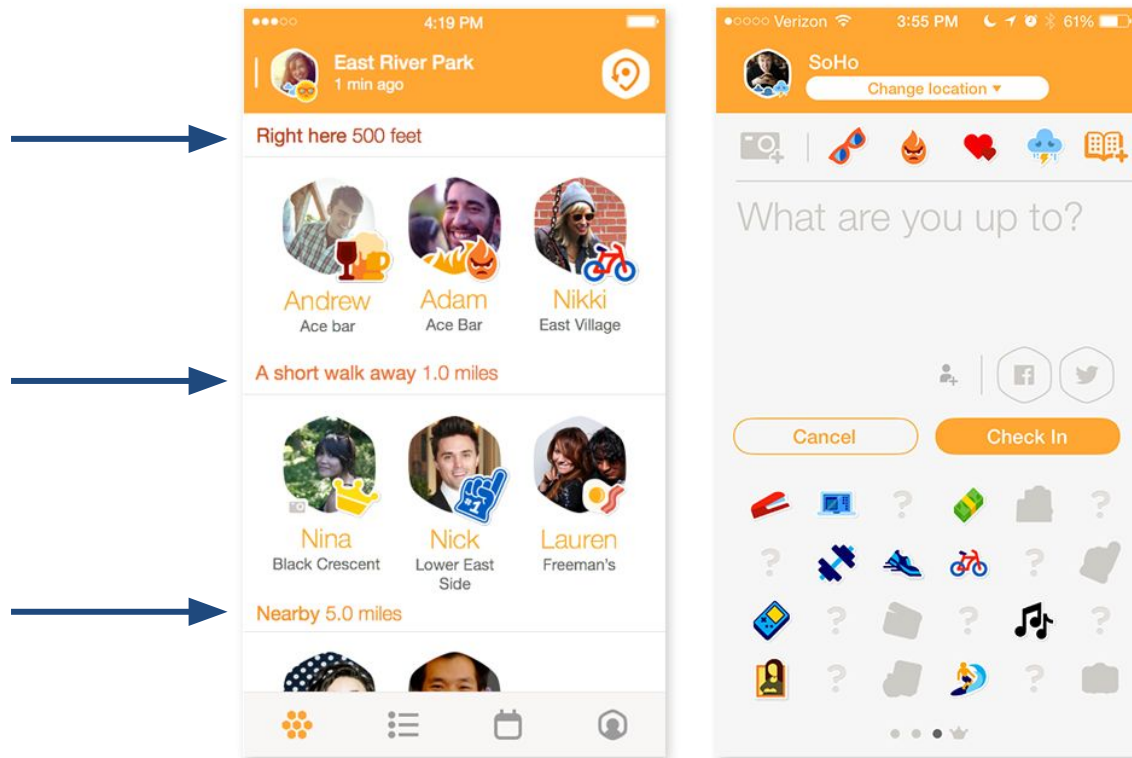 4:19 PM
East River Park
1 min ago
Right here 500 feet
Andrew
Adam
Nikki
Ace bar
Ace Bar
East Village
A short walk away 1.0 miles
#1
Nina
Nick
Lauren
Black Crescent
Lower East
Side
Freeman's
Nearby 5.0 miles
Verizon
3:55 PM
61%
SoHo
Change location ▾
What are you up to?
Cancel
Check In
?
?
?
?
?
?
?
?
?